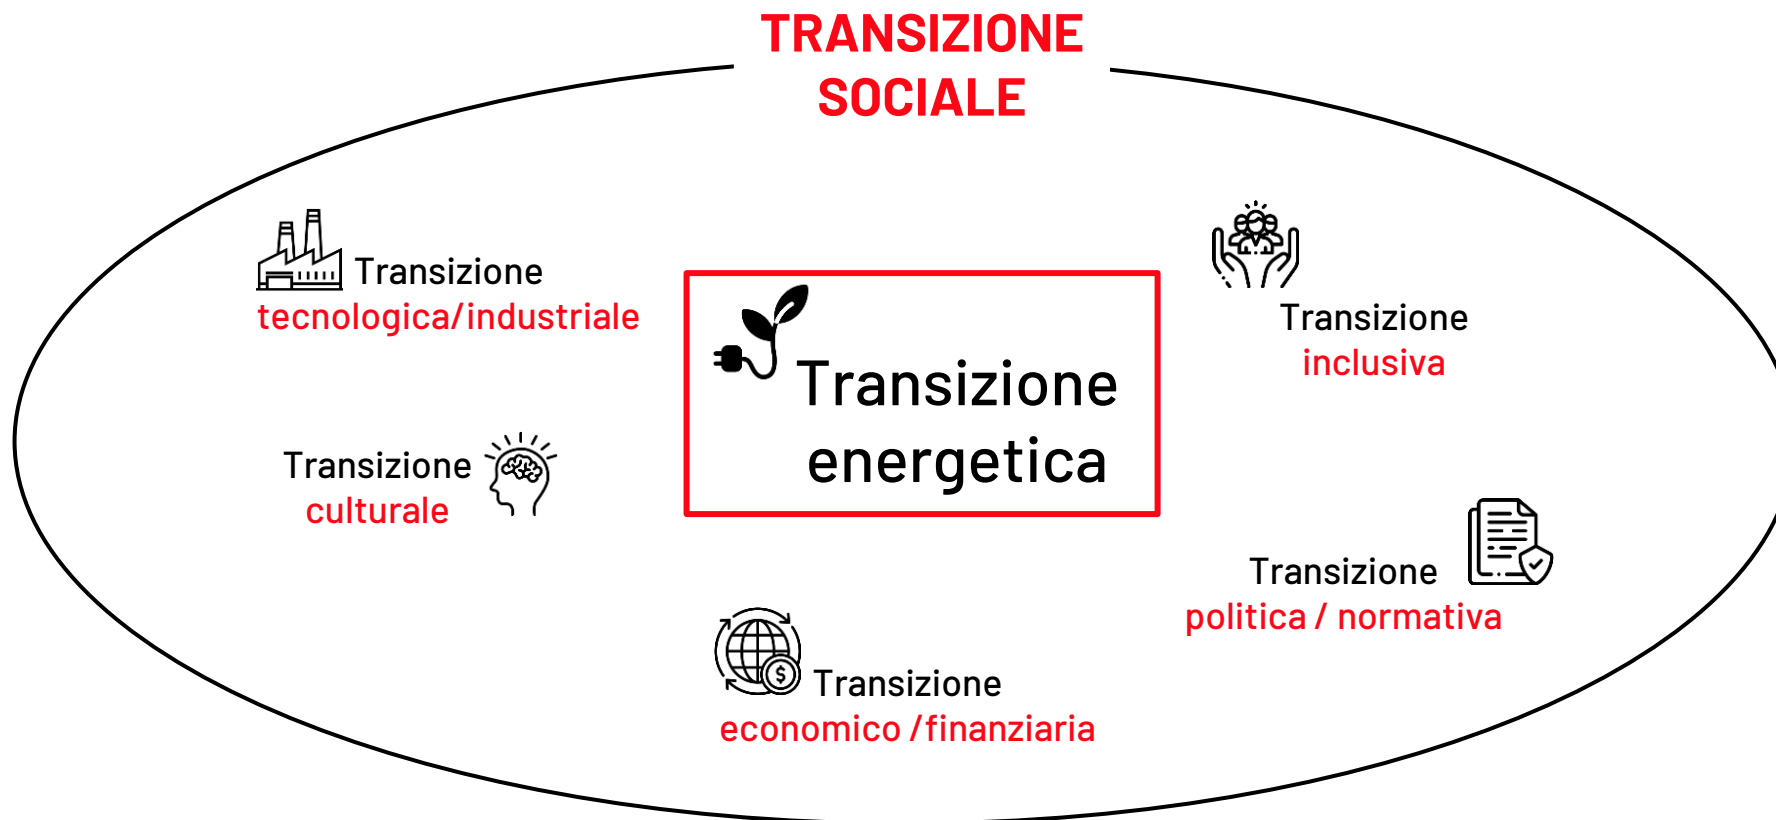 TRANSIZIONE
SOCIALE
Transizione
tecnologica/industriale
Transizione
inclusiva
Transizione
energetica
Transizione
culturale
Transizione
politica / normativa
$
Transizione
economico /finanziaria